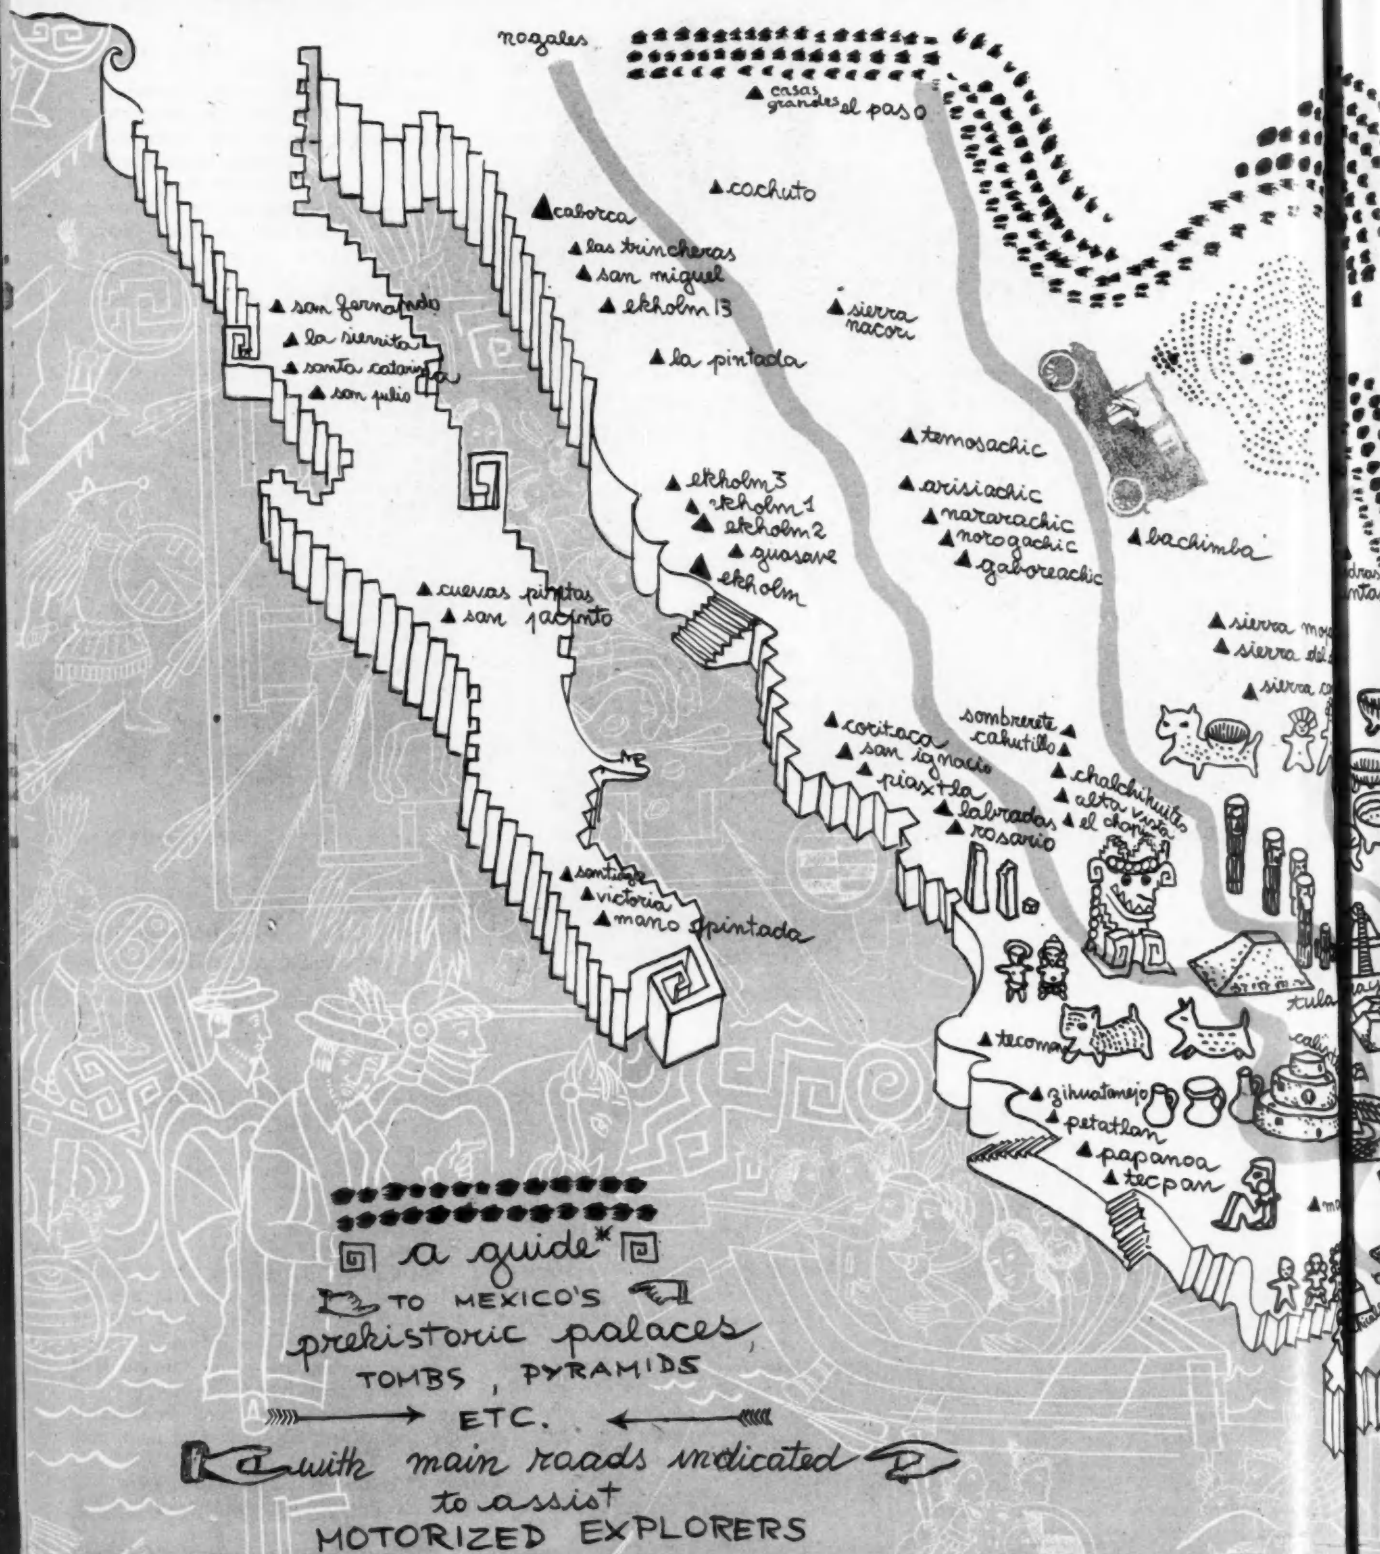 nogales
casas
grandes
el paso
cochuto
caborca
las trincheras
san miguel
ekholm 13
sierra
nacori
la pintada
san fernando
la sierrita
santa catarina
san julio
temosachic
ekholm 3
ekholm 1
ekholm 2
guasave
ekholm
arisiachic
nararachic
norogachic
gaboreachic
bachimba
cuevas pintas
san jacinto
sierra
sierra del
sierra
coritaca
san ignacio
piaxtla
labradas
rosario
sombrerete
cahutillo
chalchihuites
alta vista
el chapin
santiago
victoria
mano pintada
tula
tecoman
zihuatanejo
petatlan
papanoa
tecpan
a guide*
TO MEXICO'S
prehistoric palaces,
TOMBS, PYRAMIDS
ETC.
with main roads indicated
to assist
MOTORIZED EXPLORERS